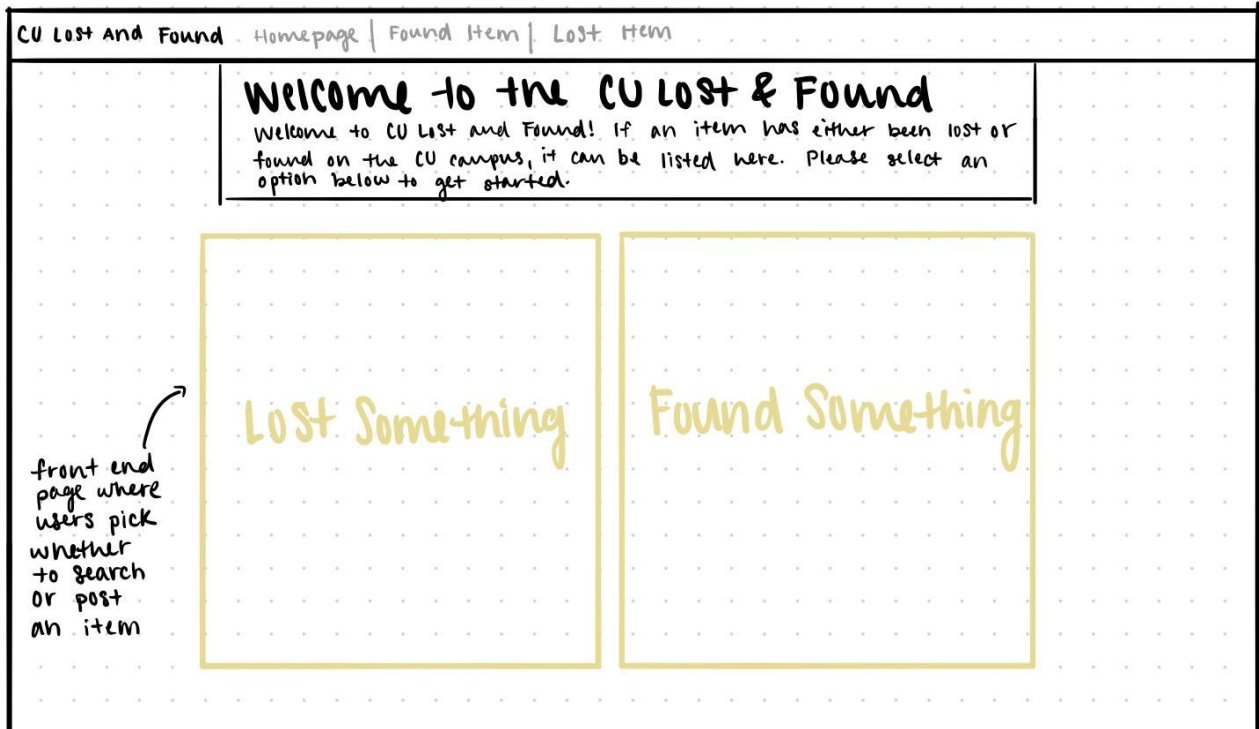 CU Lost And Found Homepage | Found Item | Lost Item
Welcome to the CU Lost & Found
Welcome to CU Lost and Found! If an item has either been lost or
found on the CU campus, it can be listed here. Please select an
option below to get started.
Lost Something
Found Something
front end
page where
users pick
whether
to search
or post
an item